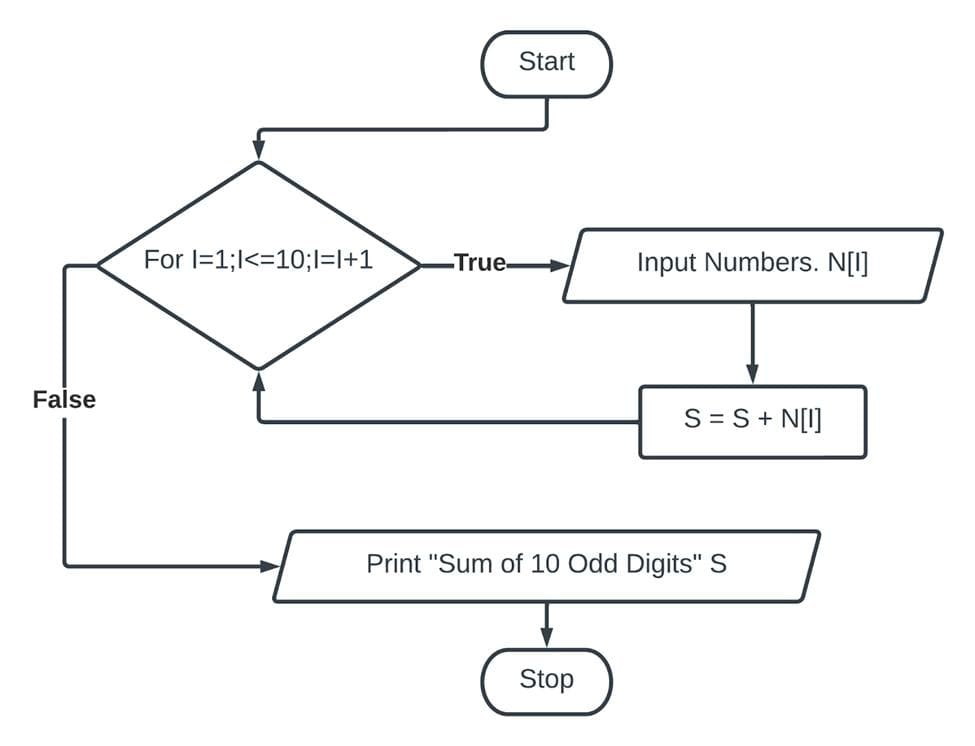 Start
For I=1;I<=10;I=I+1
True
Input Numbers. N[I]
False
S = S + N[I]
Print "Sum of 10 Odd Digits" S
Stop